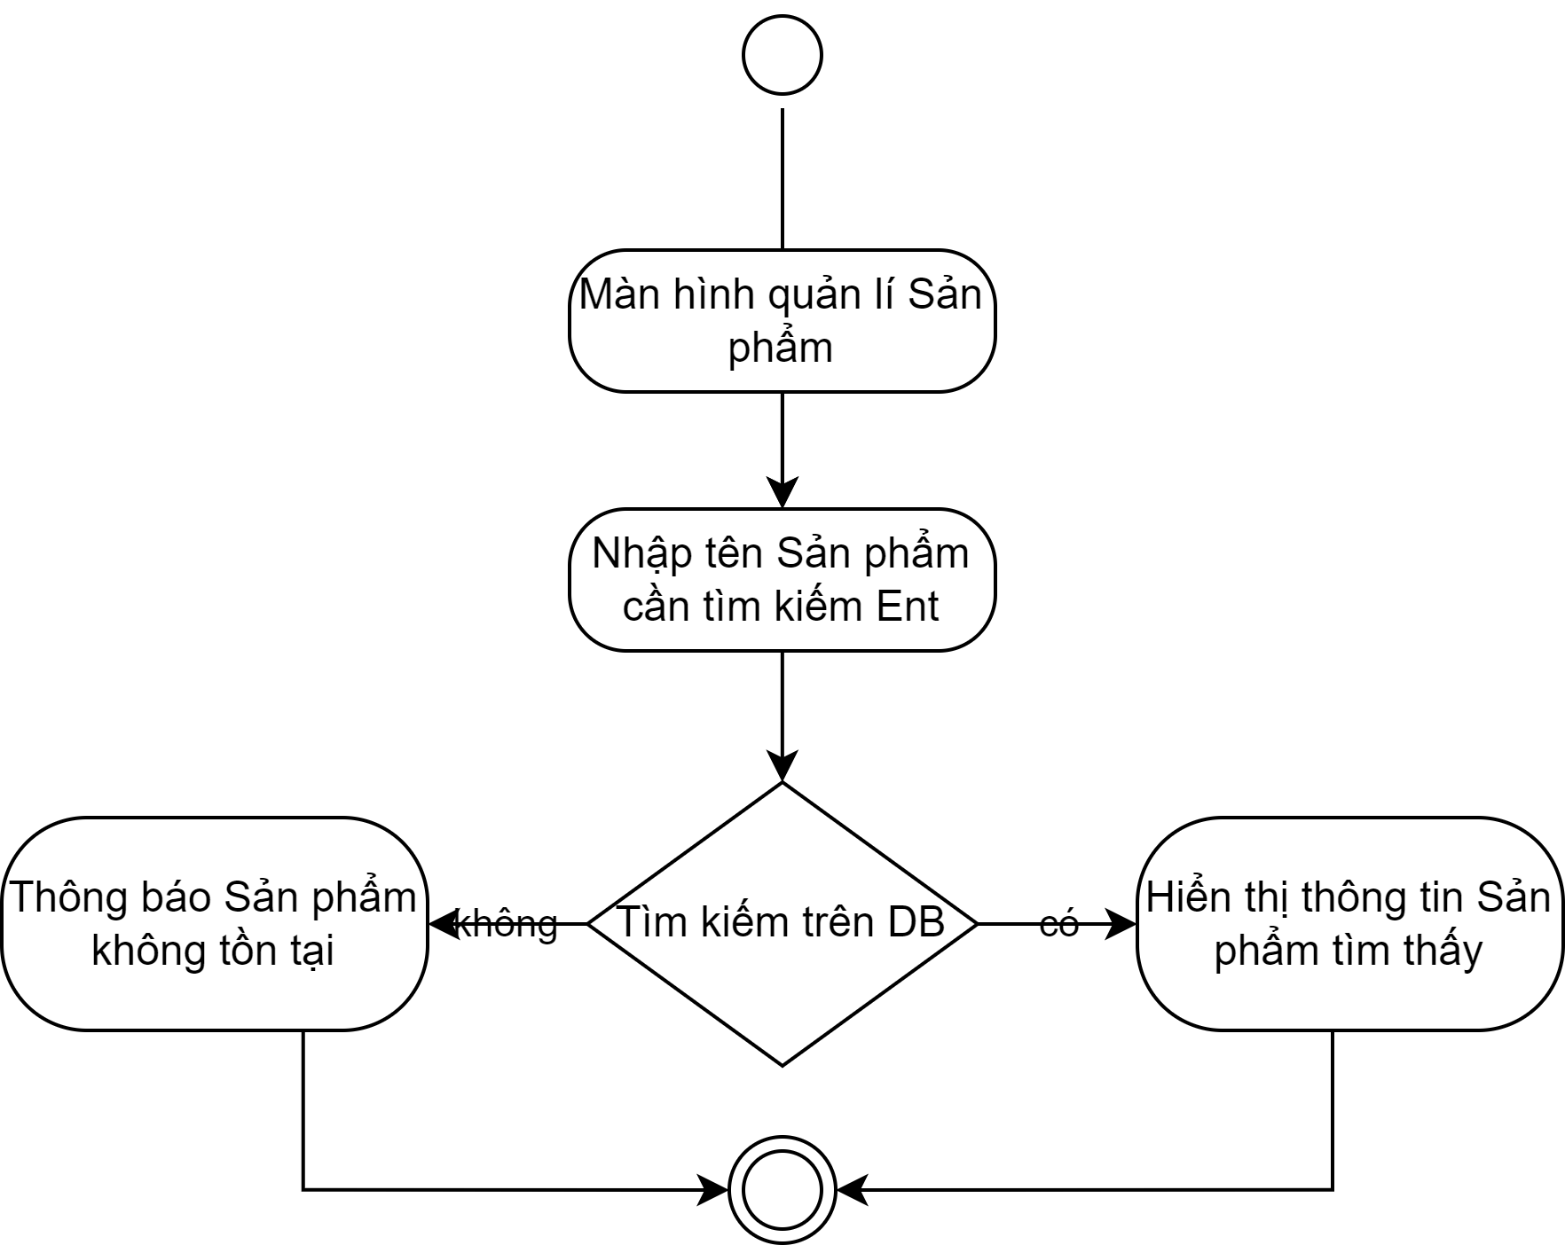 Màn hình quản lí Sản
phẩm
Nhập tên Sản phẩm
cần tìm kiếm Ent
Thông báo Sản phẩm
không tồn tại
không
Tìm kiếm trên DB
có
Hiển thị thông tin Sản
phẩm tìm thấy